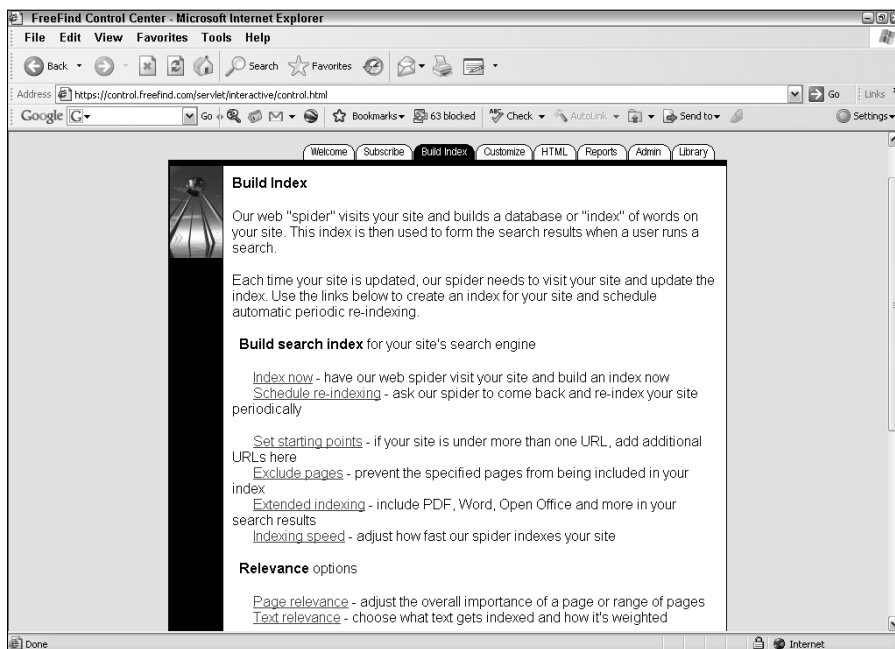 FreeFind Control Center - Microsoft Internet Explorer
File Edit View Favorites Tools Help
Back Search Favorites
Address https://control.freefind.com/servlet/interactive/control.html Go Links
Google G Go Bookmarks 63 blocked ABC Check AutoLink Send to Settings
Welcome Subscribe Build Index Customize HTML Reports Admin Library
Build Index
Our web "spider" visits your site and builds a database or "index" of words on
your site. This index is then used to form the search results when a user runs a
search.
Each time your site is updated, our spider needs to visit your site and update the
index. Use the links below to create an index for your site and schedule
automatic periodic re-indexing.
Build search index for your site's search engine
Index now - have our web spider visit your site and build an index now
Schedule re-indexing - ask our spider to come back and re-index your site
periodically
Set starting points - if your site is under more than one URL, add additional
URLs here
Exclude pages - prevent the specified pages from being included in your
index
Extended indexing - include PDF, Word, Open Office and more in your
search results
Indexing speed - adjust how fast our spider indexes your site
Relevance options
Page relevance - adjust the overall importance of a page or range of pages
Text relevance - choose what text gets indexed and how it's weighted
Done Internet